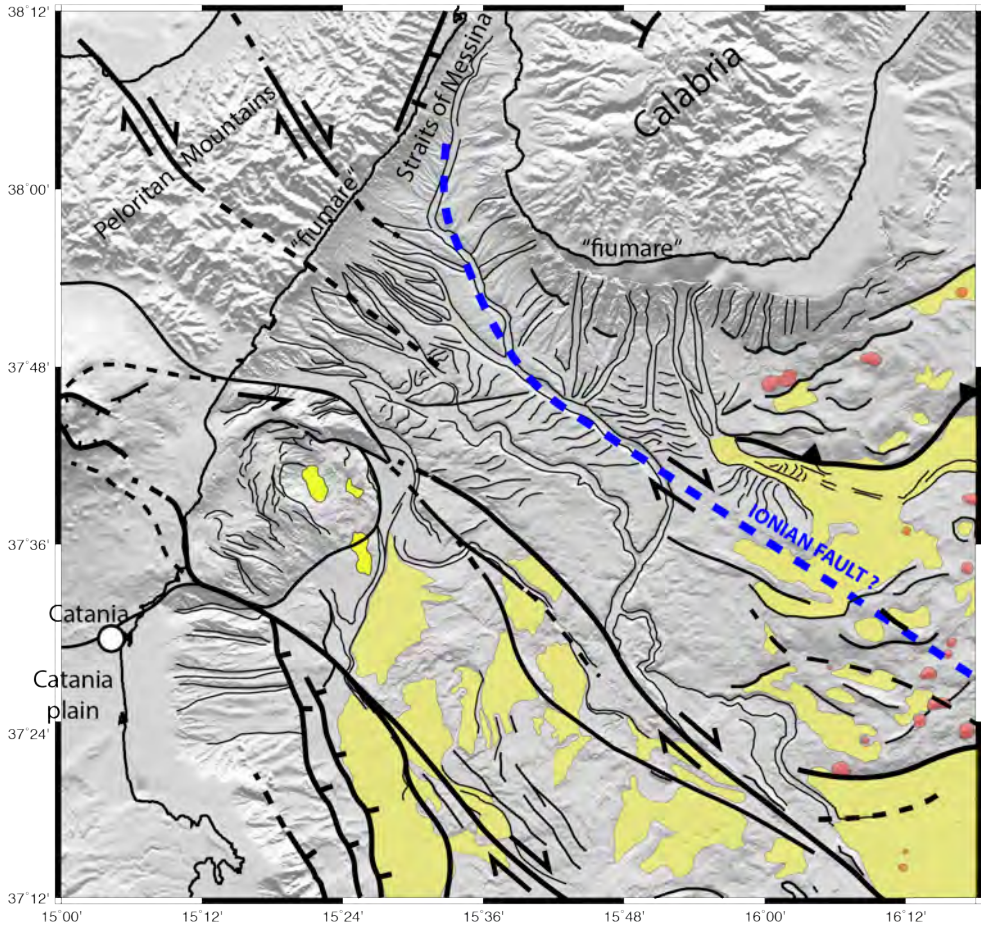 38°12'
38°00'
37°48'
37°36'
37°24'
37°12'
15°00'
15°12'
15°24'
15°36'
15°48'
16°00'
16°12'
Peloritan Mountains
"fiumare"
Straits of Messina
Calabria
"fiumare"
IONIAN FAULT ?
Catania
Catania
plain